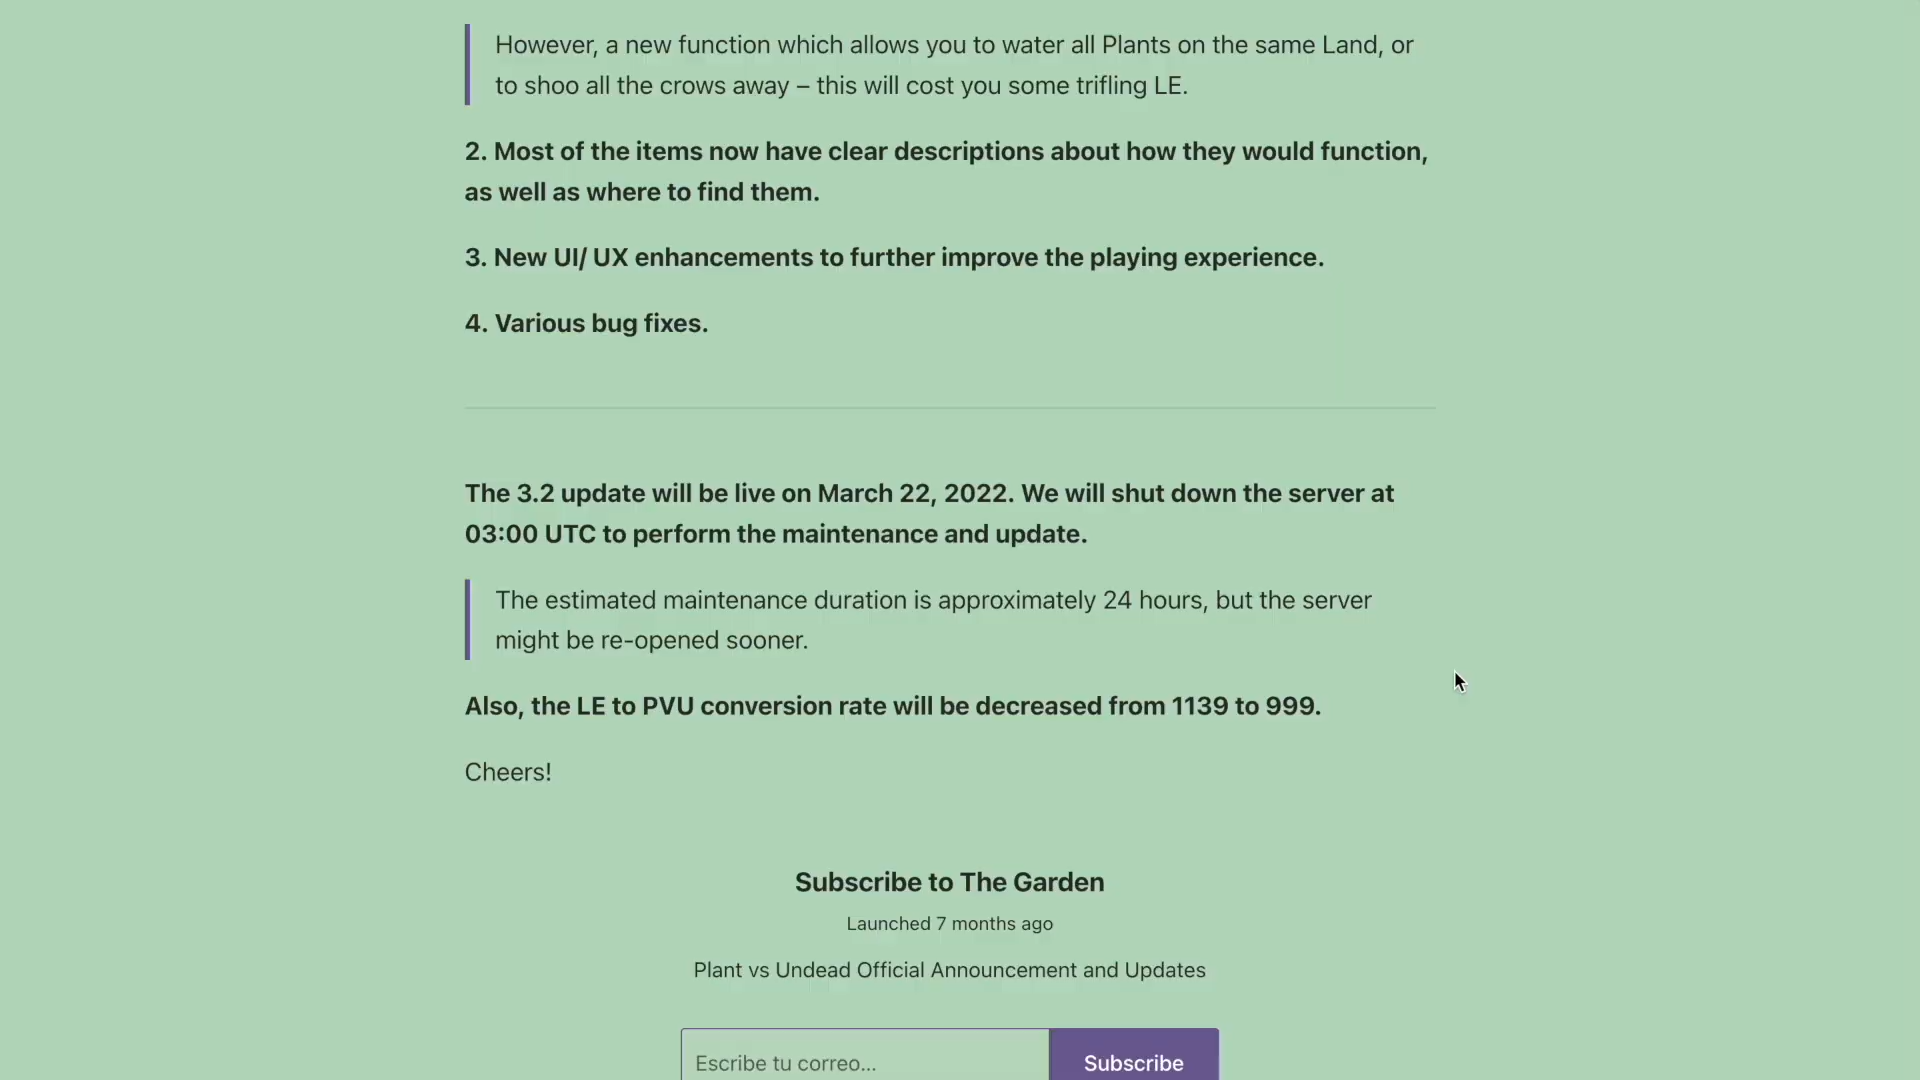 However, a new function which allows you to water all Plants on the same Land, or
to shoo all the crows away – this will cost you some trifling LE.
2. Most of the items now have clear descriptions about how they would function,
as well as where to find them.
3. New UI/ UX enhancements to further improve the playing experience.
4. Various bug fixes.
The 3.2 update will be live on March 22, 2022. We will shut down the server at
03:00 UTC to perform the maintenance and update.
The estimated maintenance duration is approximately 24 hours, but the server
might be re-opened sooner.
Also, the LE to PVU conversion rate will be decreased from 1139 to 999.
Cheers!
Subscribe to The Garden
Launched 7 months ago
Plant vs Undead Official Announcement and Updates
Escribe tu correo...
Subscribe